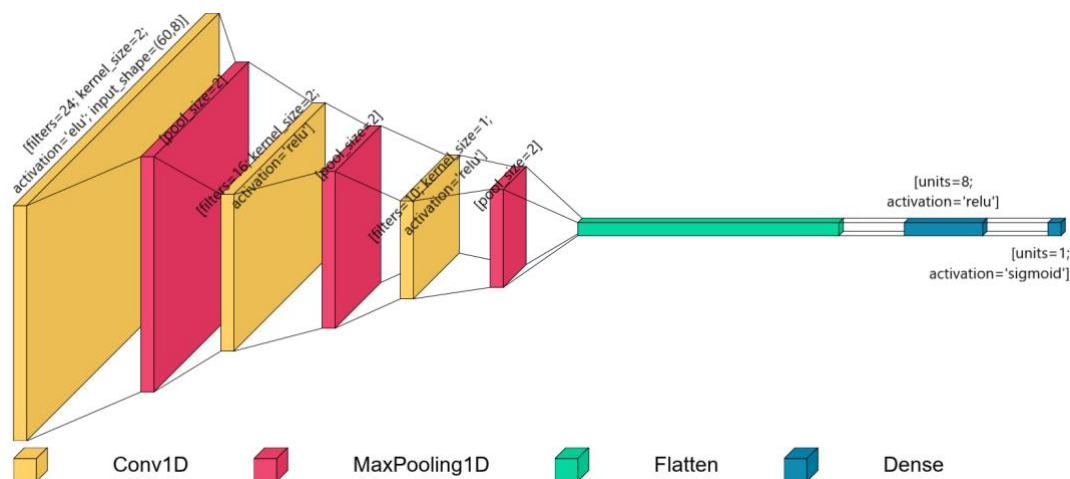 [filters=24; kernel_size=2;
activation='elu'; input_shape=(60,8)]
[pool_size=2]
[filters=16; kernel_size=2;
activation='relu']
[pool_size=2]
[filters=10; kernel_size=1;
activation='relu']
[pool_size=2]
[units=8;
activation='relu']
[units=1;
activation='sigmoid']
Conv1D
MaxPooling1D
Flatten
Dense